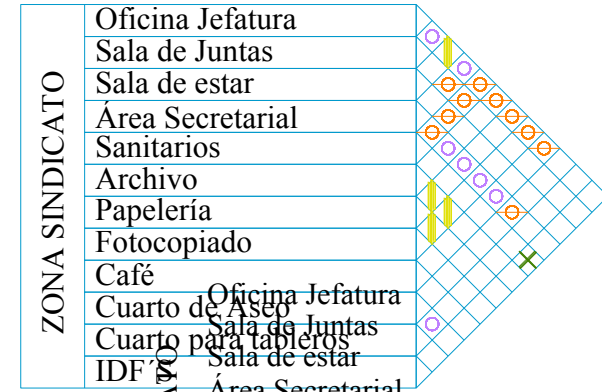 ZONA SINDICATO
Oficina Jefatura
Sala de Juntas
Sala de estar
Área Secretarial
Sanitarios
Archivo
Papelería
Fotocopiado
Café
Cuarto de Aseo
Cuarto para tableros
IDF´S
Oficina Jefatura
Sala de Juntas
Sala de estar
Área Secretarial